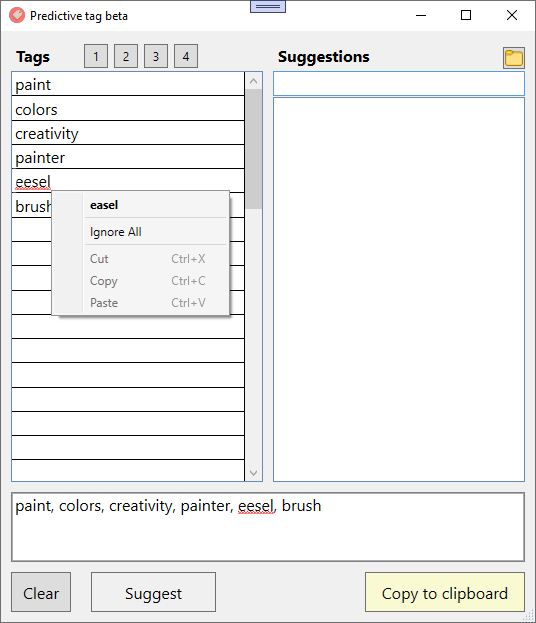 Predictive tag beta
Tags 1 2 3 4 Suggestions
paint
colors
creativity
painter
eesel
brush
easel
Ignore All
Cut Ctrl+X
Copy Ctrl+C
Paste Ctrl+V
paint, colors, creativity, painter, eesel, brush
Clear Suggest Copy to clipboard